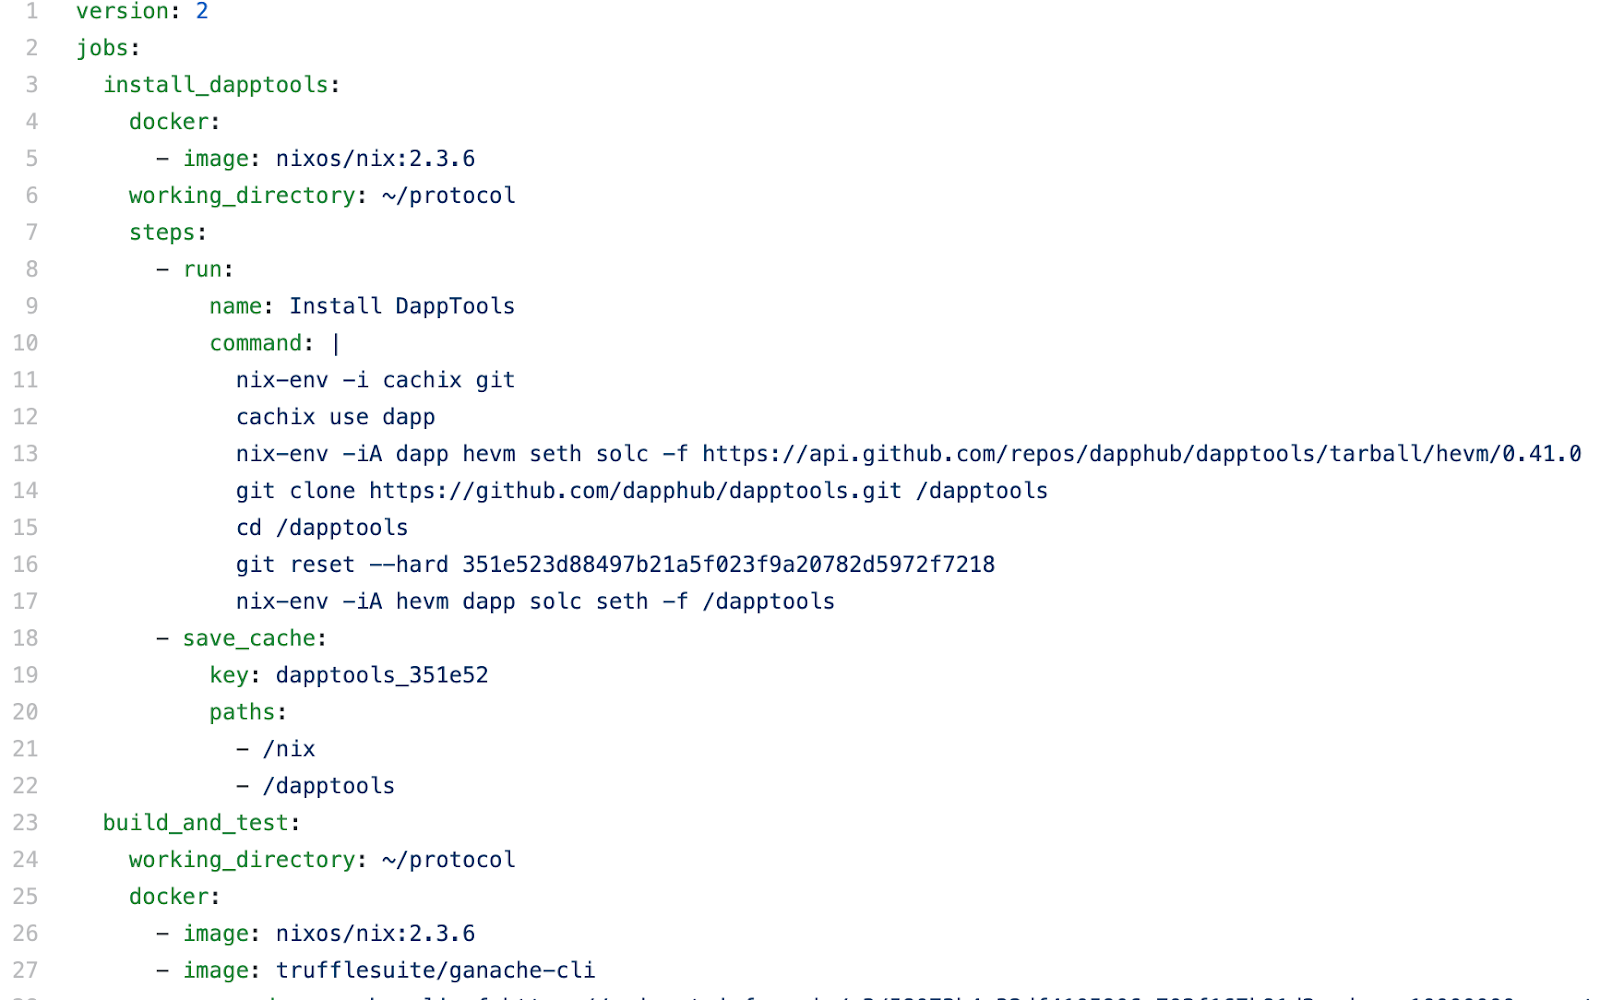 1 version: 2
2 jobs:
3 install_dapptools:
4 docker:
5 - image: nixos/nix:2.3.6
6 working_directory: ~/protocol
7 steps:
8 - run:
9 name: Install DappTools
10 command: |
11 nix-env -i cachix git
12 cachix use dapp
13 nix-env -iA dapp hevm seth solc -f https://api.github.com/repos/dapphub/dapptools/tarball/hevm/0.41.0
14 git clone https://github.com/dapphub/dapptools.git /dapptools
15 cd /dapptools
16 git reset --hard 351e523d88497b21a5f023f9a20782d5972f7218
17 nix-env -iA hevm dapp solc seth -f /dapptools
18 - save_cache:
19 key: dapptools_351e52
20 paths:
21 - /nix
22 - /dapptools
23 build_and_test:
24 working_directory: ~/protocol
25 docker:
26 - image: nixos/nix:2.3.6
27 - image: trufflesuite/ganache-cli